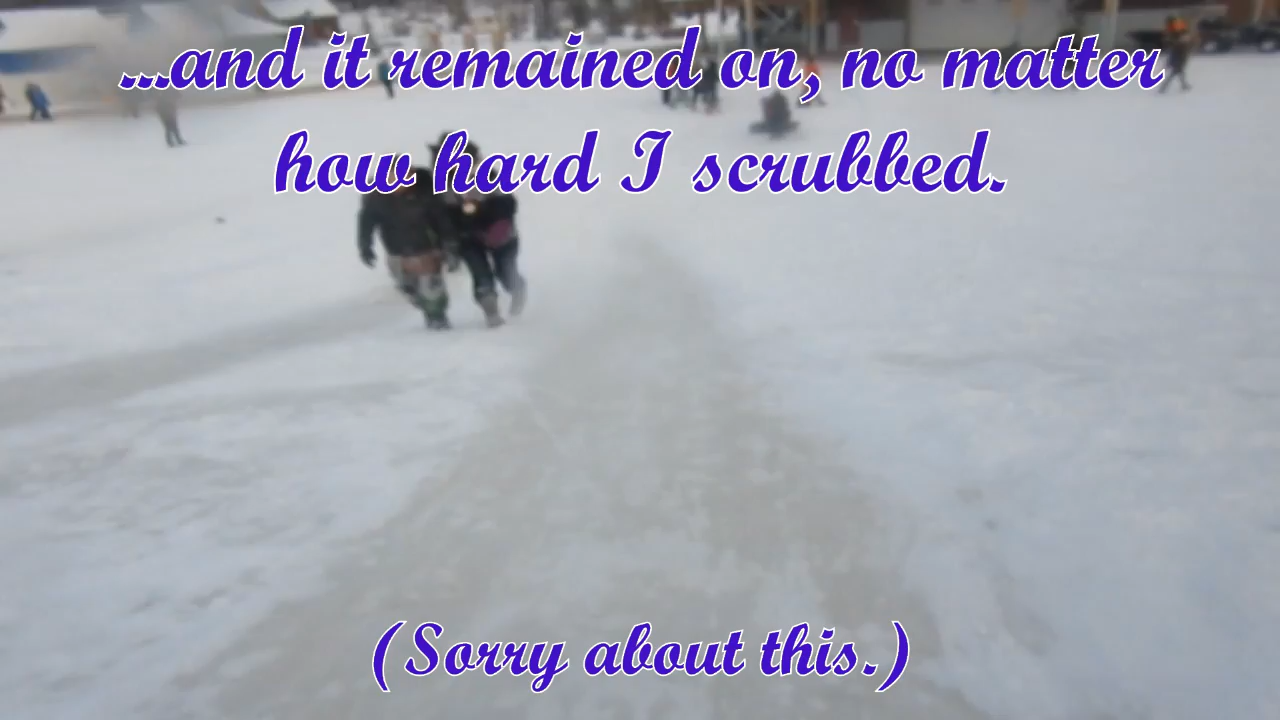 ...and it remained on, no matter
how hard I scrubbed.
(Sorry about this.)